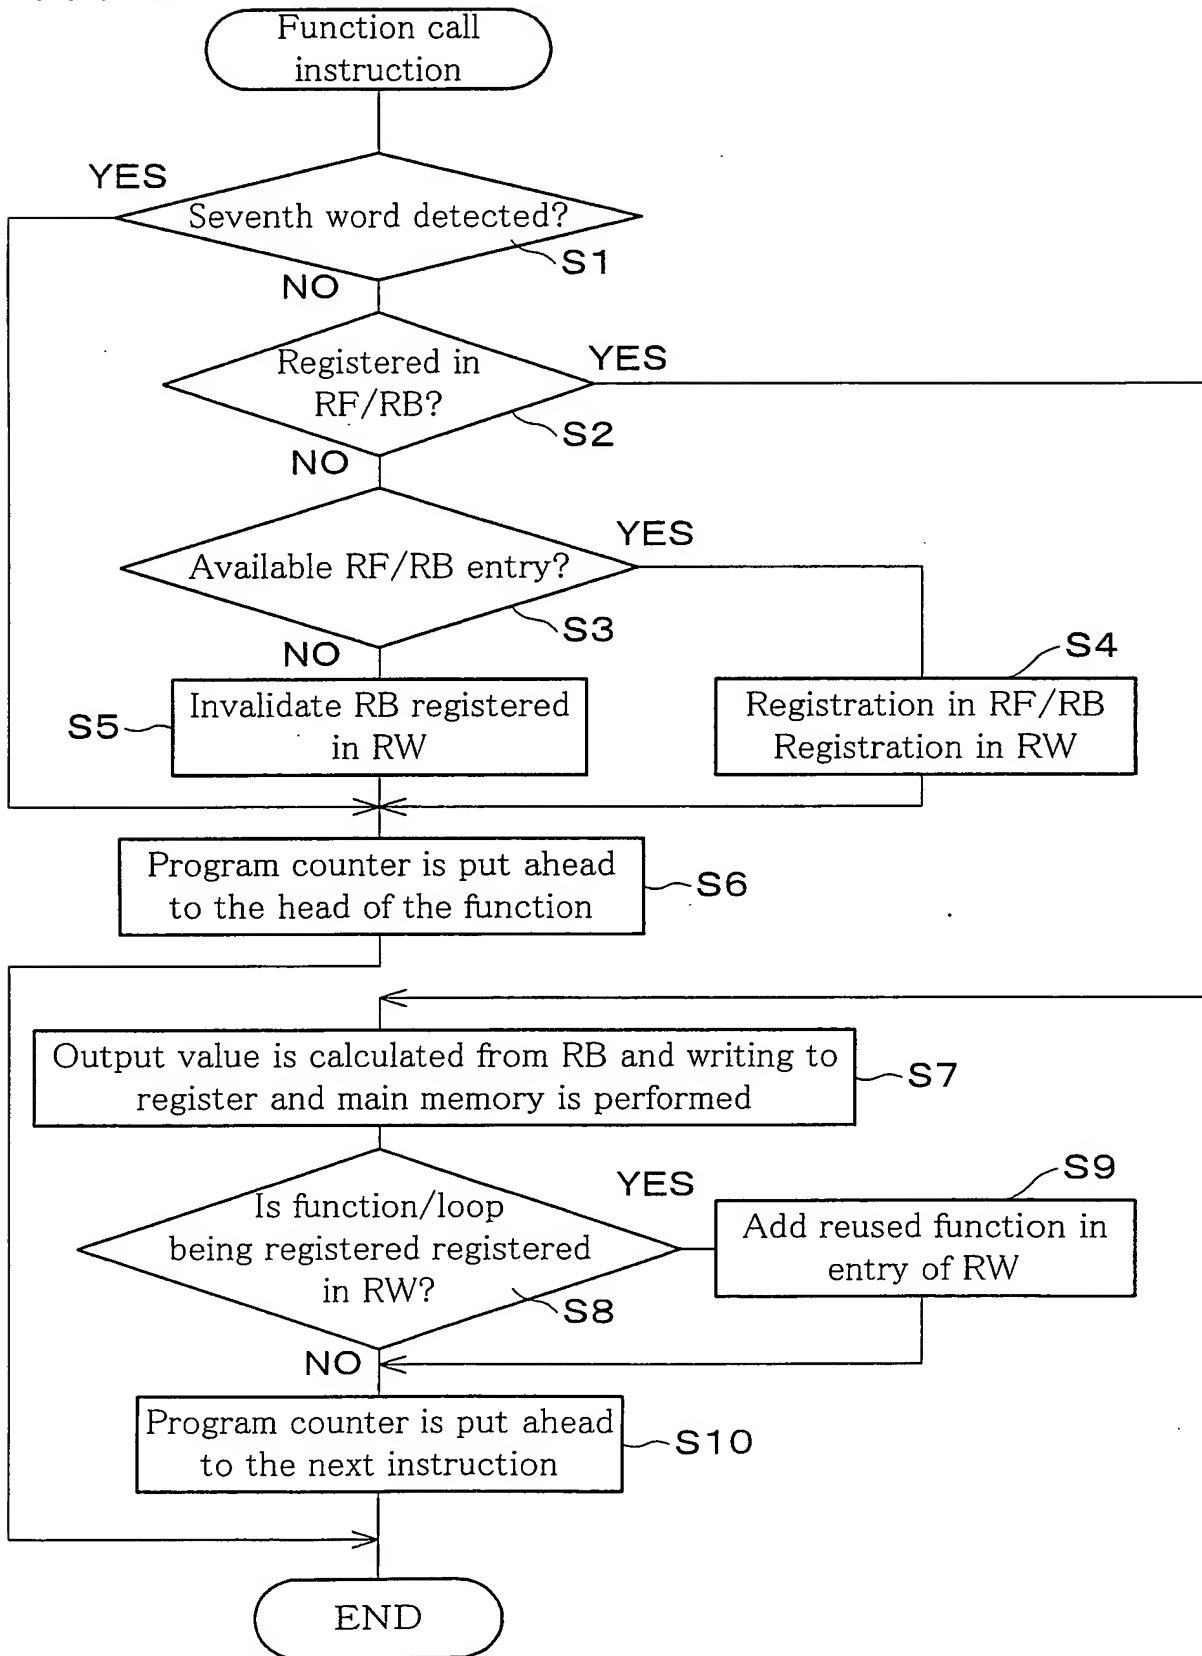 Function call
instruction
YES
Seventh word detected?
S1
NO
Registered in
RF/RB?
YES
S2
NO
Available RF/RB entry?
YES
S3
NO
S4
Registration in RF/RB
Registration in RW
S5
Invalidate RB registered
in RW
Program counter is put ahead
to the head of the function
S6
Output value is calculated from RB and writing to
register and main memory is performed
S7
Is function/loop
being registered registered
in RW?
YES
S8
S9
Add reused function in
entry of RW
NO
Program counter is put ahead
to the next instruction
S10
END